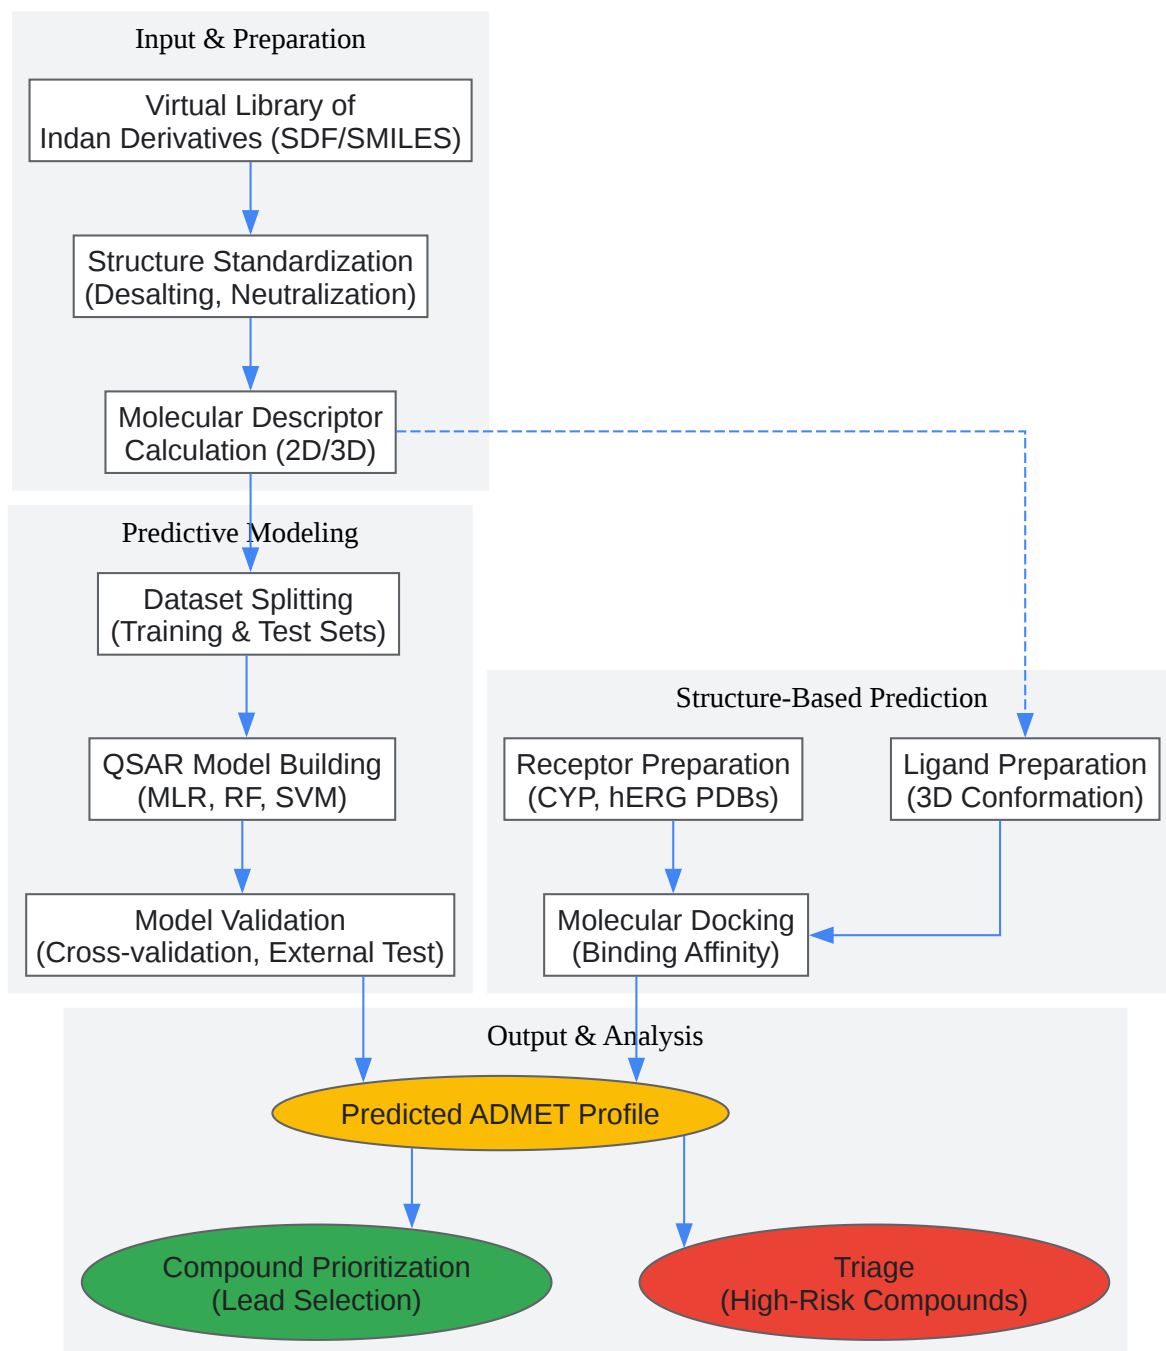 Input & Preparation
Virtual Library of
Indan Derivatives (SDF/SMILES)
Structure Standardization
(Desalting, Neutralization)
Molecular Descriptor
Calculation (2D/3D)
Predictive Modeling
Dataset Splitting
(Training & Test Sets)
QSAR Model Building
(MLR, RF, SVM)
Model Validation
(Cross-validation, External Test)
Structure-Based Prediction
Receptor Preparation
(CYP, hERG PDBs)
Ligand Preparation
(3D Conformation)
Molecular Docking
(Binding Affinity)
Output & Analysis
Predicted ADMET Profile
Compound Prioritization
(Lead Selection)
Triage
(High-Risk Compounds)